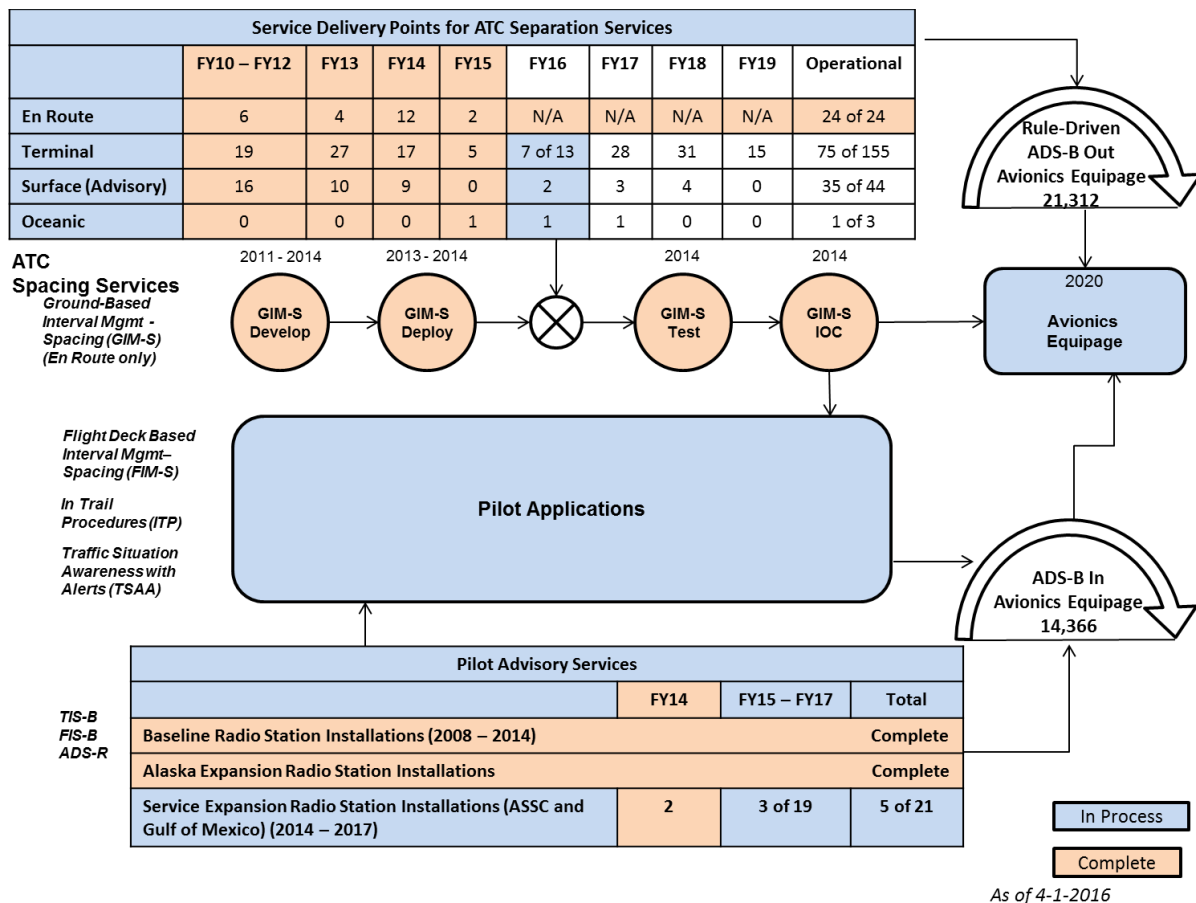 Service Delivery Points for ATC Separation Services
FY10 – FY12 FY13 FY14 FY15 FY16 FY17 FY18 FY19 Operational
En Route 6 4 12 2 N/A N/A N/A N/A 24 of 24
Terminal 19 27 17 5 7 of 13 28 31 15 75 of 155
Surface (Advisory) 16 10 9 0 2 3 4 0 35 of 44
Oceanic 0 0 0 1 1 1 0 0 1 of 3
Rule-Driven
ADS-B Out
Avionics Equipage
21,312
ATC
Spacing Services
Ground-Based
Interval Mgmt -
Spacing (GIM-S)
(En Route only)
2011 - 2014
GIM-S
Develop
2013 - 2014
GIM-S
Deploy
2014
GIM-S
Test
2014
GIM-S
IOC
2020
Avionics
Equipage
Flight Deck Based
Interval Mgmt–
Spacing (FIM-S)
In Trail
Procedures (ITP)
Traffic Situation
Awareness with
Alerts (TSAA)
Pilot Applications
ADS-B In
Avionics Equipage
14,366
TIS-B
FIS-B
ADS-R
Pilot Advisory Services
FY14 FY15 – FY17 Total
Baseline Radio Station Installations (2008 – 2014) Complete
Alaska Expansion Radio Station Installations Complete
Service Expansion Radio Station Installations (ASSC and
Gulf of Mexico) (2014 – 2017) 2 3 of 19 5 of 21
In Process
Complete
As of 4-1-2016